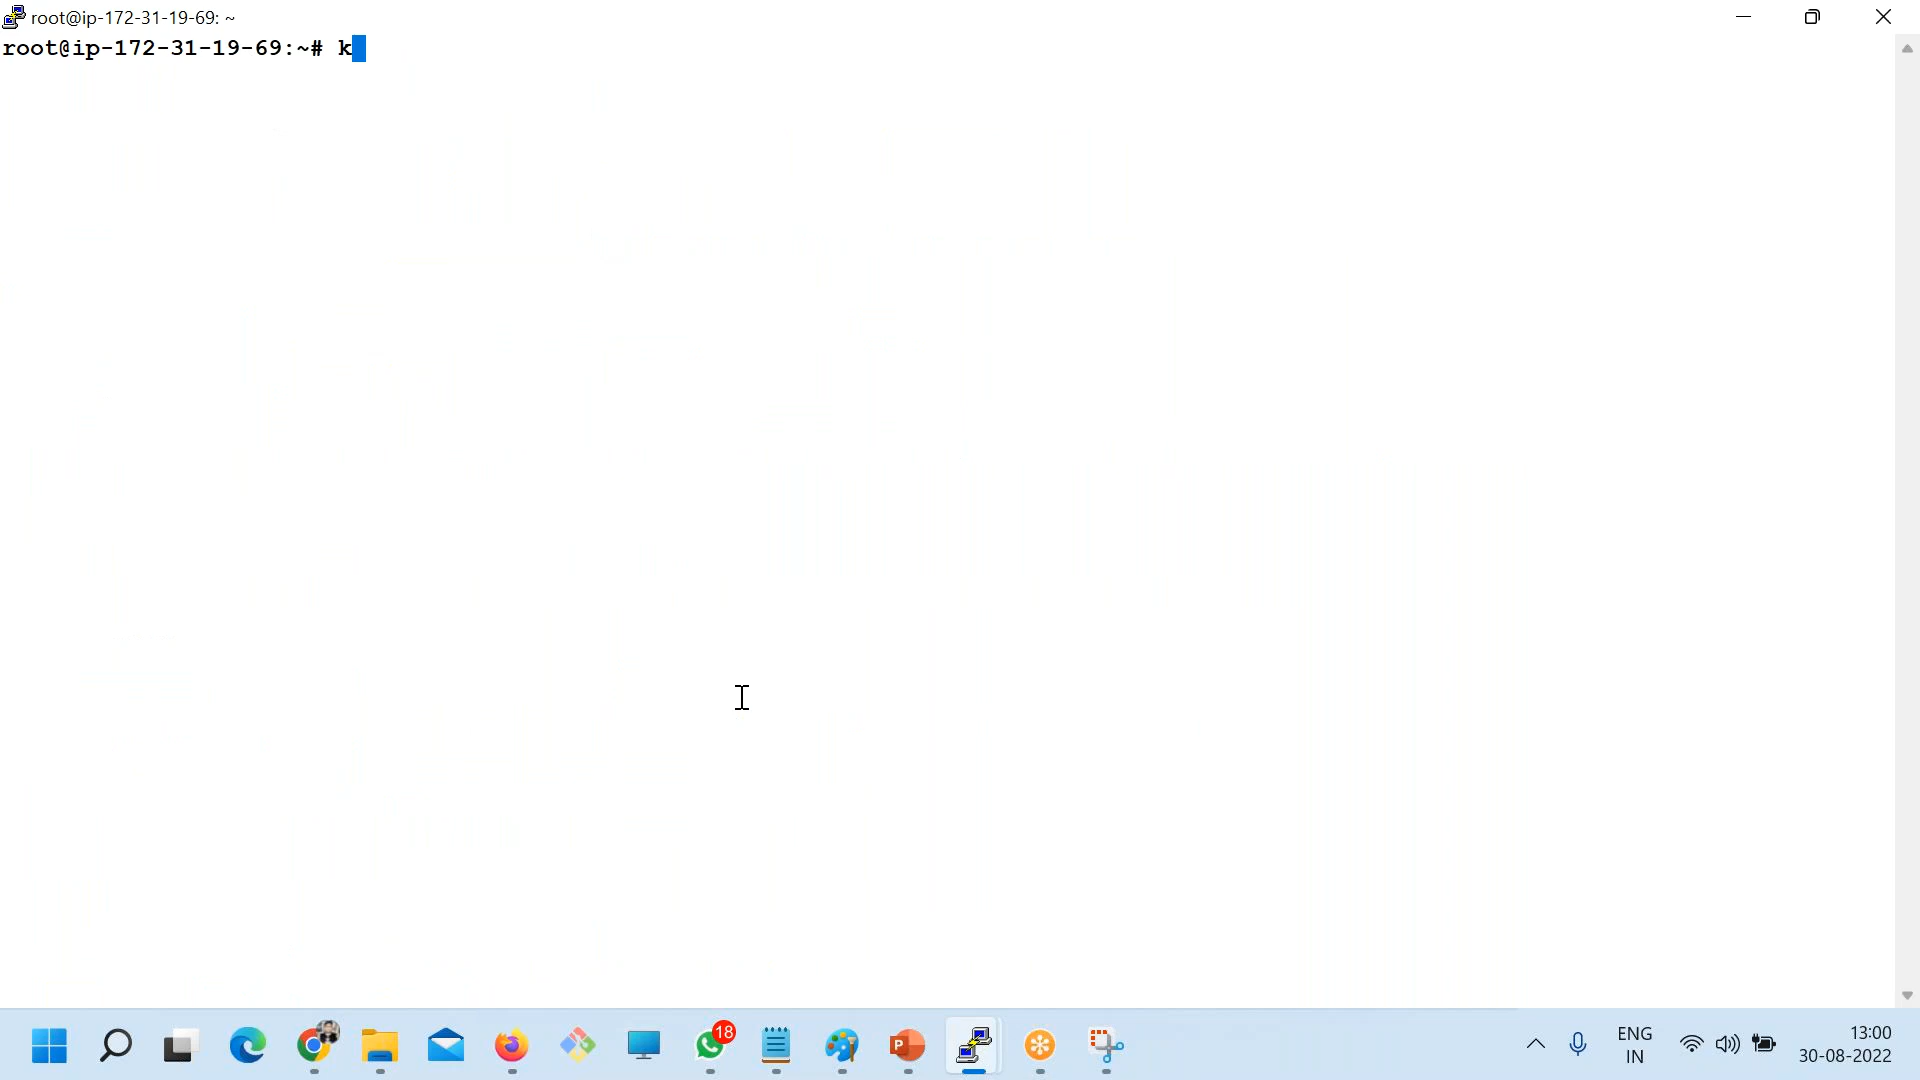 root@ip-172-31-19-69: ~
root@ip-172-31-19-69:~# k
18
P
ENG
IN
13:00
30-08-2022